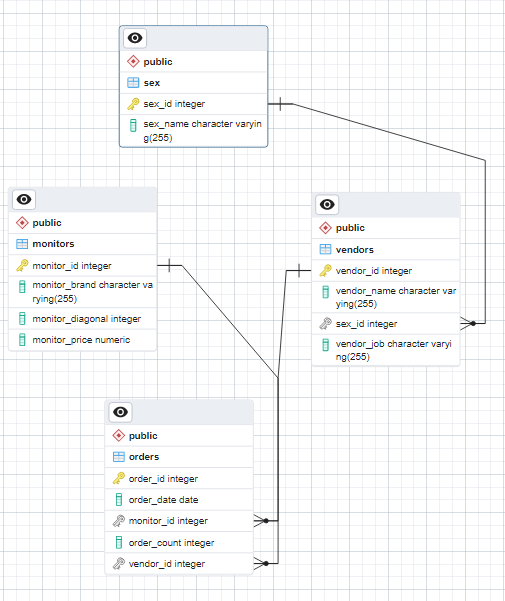 public
sex
sex_id integer
sex_name character varyin
g(255)
public
monitors
monitor_id integer
monitor_brand character va
rying(255)
monitor_diagonal integer
monitor_price numeric
public
vendors
vendor_id integer
vendor_name character var
ying(255)
sex_id integer
vendor_job character varyi
ng(255)
public
orders
order_id integer
order_date date
monitor_id integer
order_count integer
vendor_id integer